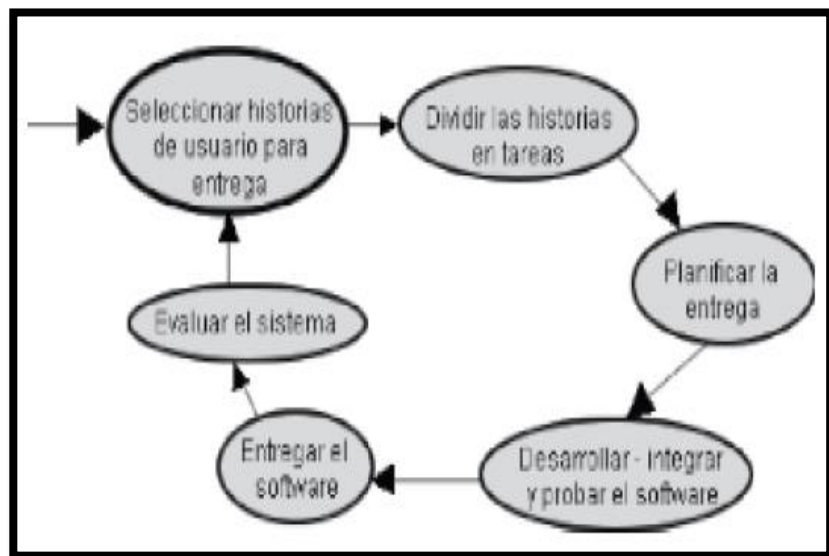 Seleccionar historias
de usuario para
entrega
Dividir las historias
en tareas
Planificar la
entrega
Desarrollar - integrar
y probar el software
Entregar el
software
Evaluar el sistema